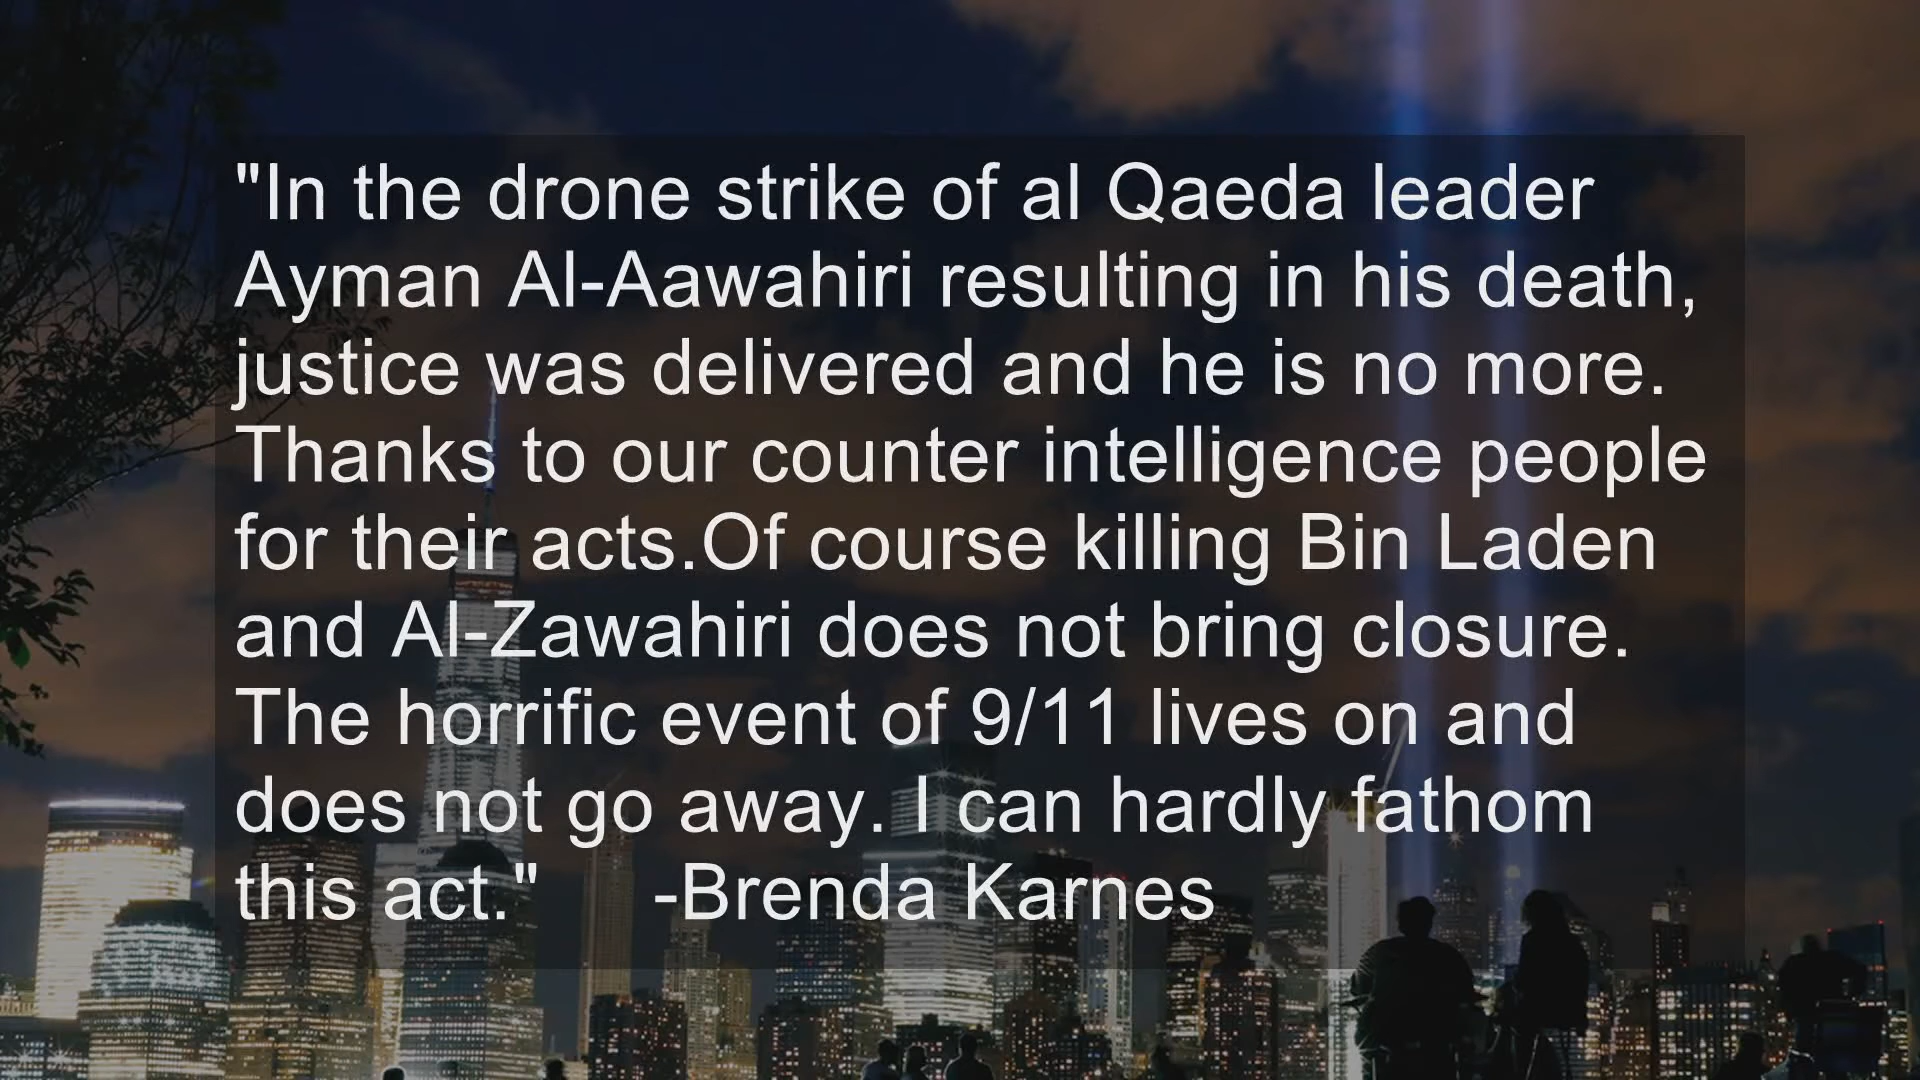 "In the drone strike of al Qaeda leader
Ayman Al-Aawahiri resulting in his death,
justice was delivered and he is no more.
Thanks to our counter intelligence people
for their acts.Of course killing Bin Laden
and Al-Zawahiri does not bring closure.
The horrific event of 9/11 lives on and
does not go away. I can hardly fathom
this act."     -Brenda Karnes